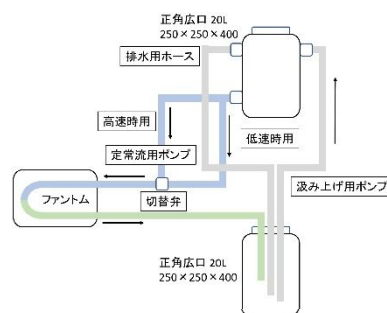 正角広口 20L
250×250×400
排水用ホース
高速時用
低速時用
定常流用ポンプ
汲み上げ用ポンプ
ファントム
切替弁
正角広口 20L
250×250×400